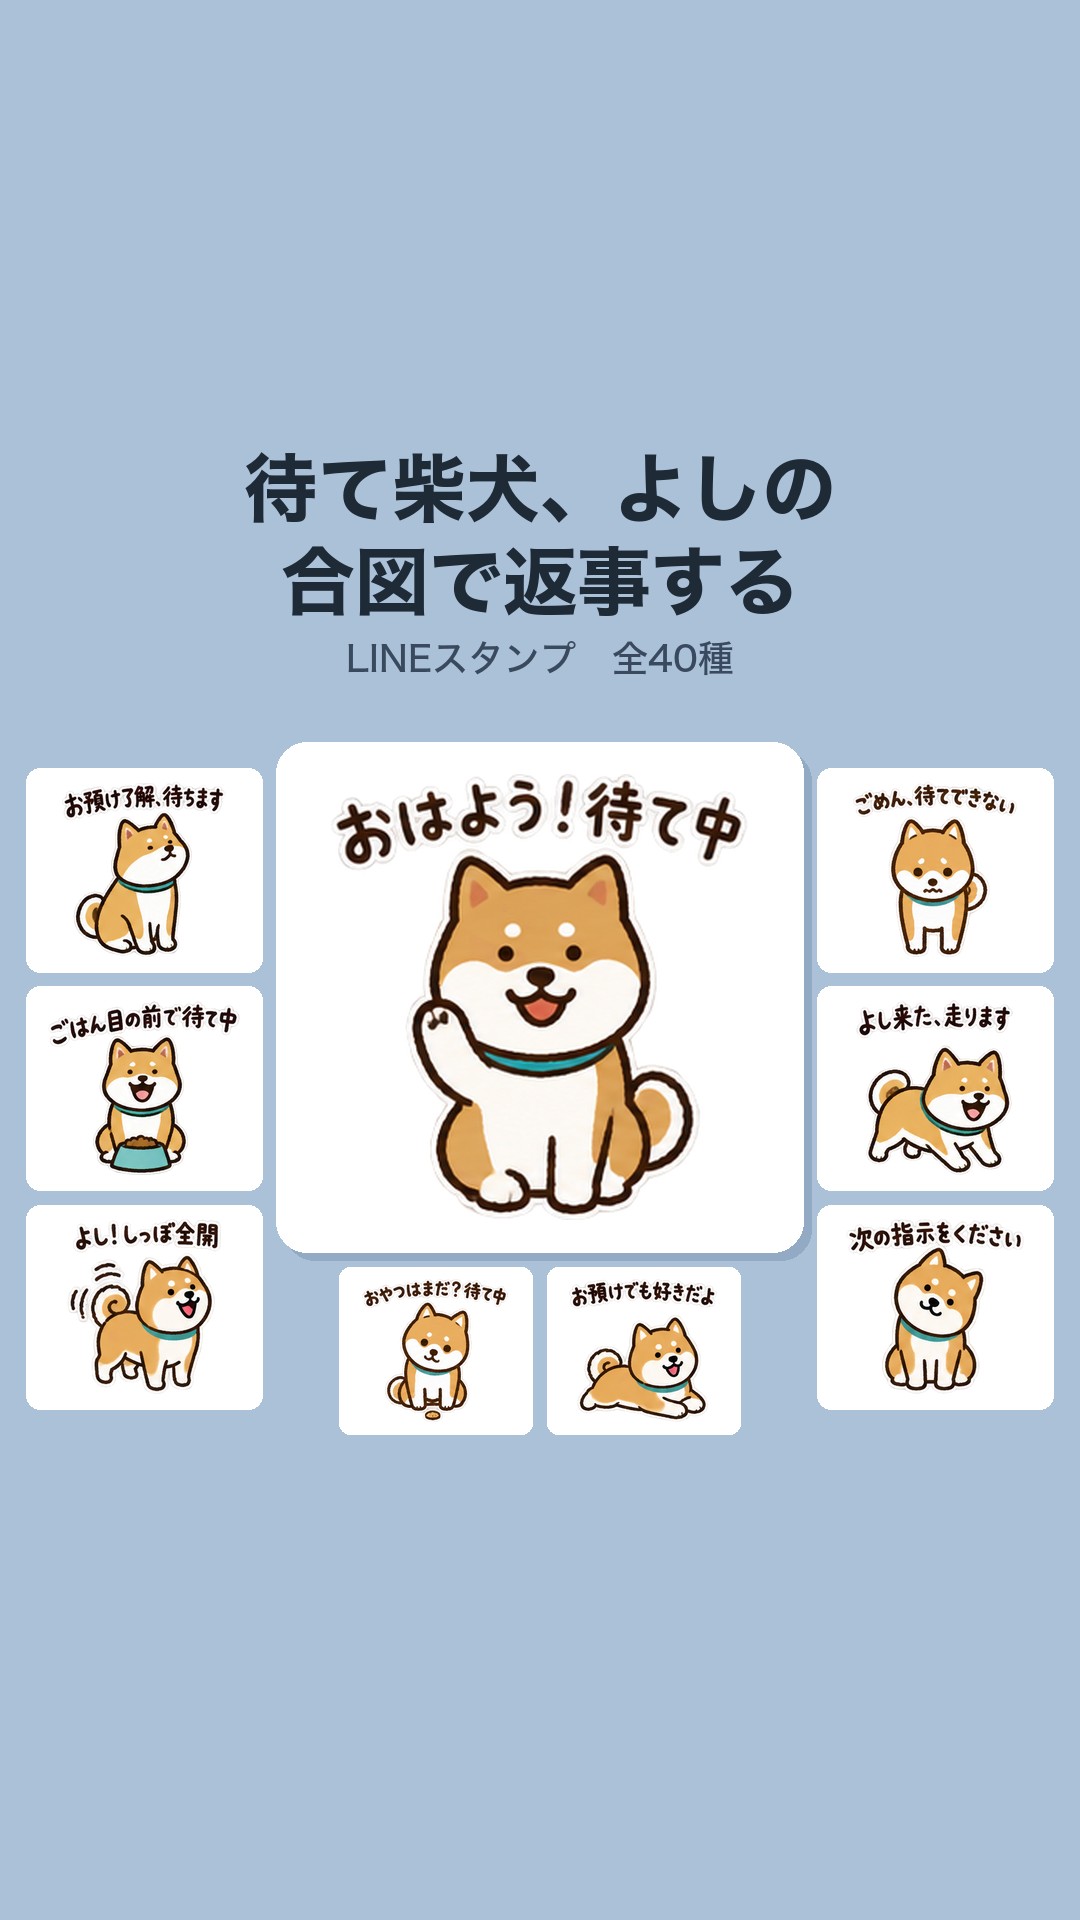 待て柴犬、よしの
合図で返事する
LINEスタンプ　全40種
お預け了解、待ちます
おはよう！待て中
ごめん、待てできない
ごはん目の前で待て中
よし来た、走ります
よし！しっぽ全開
次の指示をください
おやつはまだ？待て中
お預けでも好きだよ